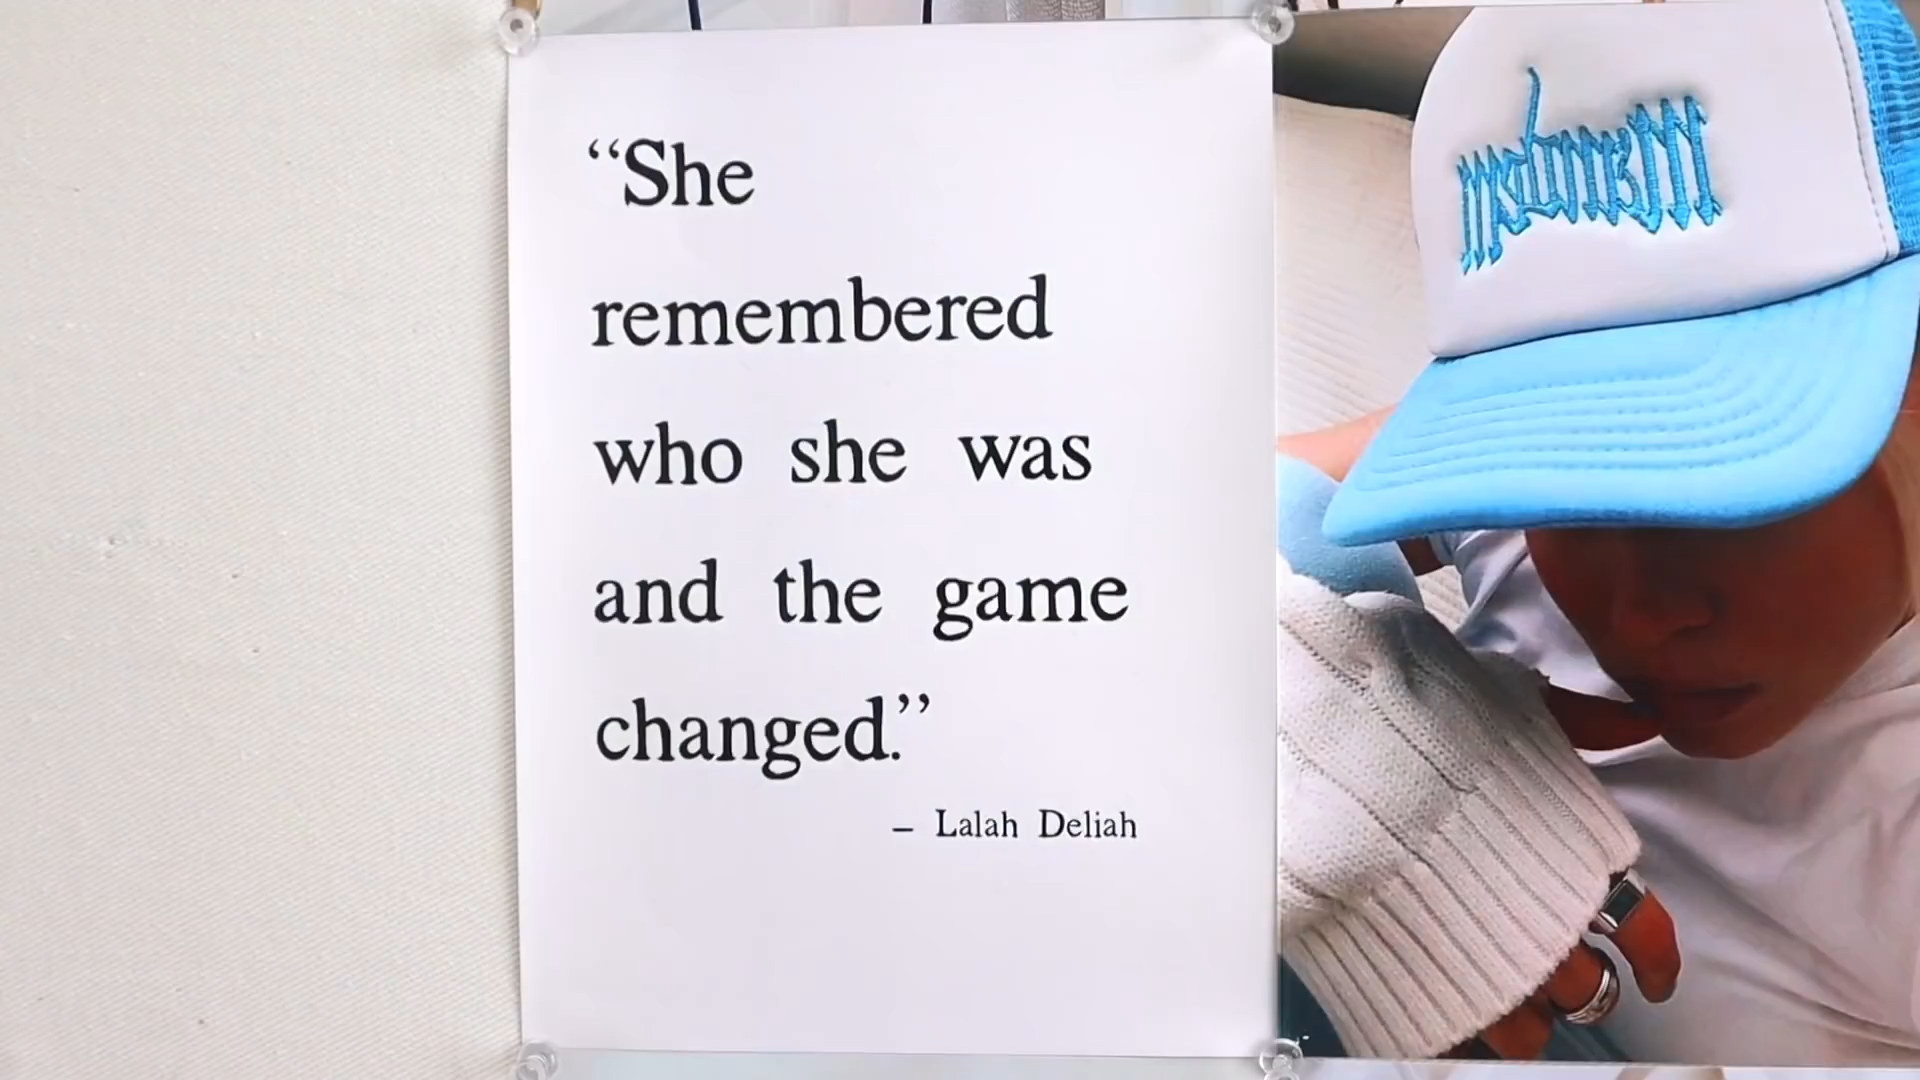 “She
remembered
who she was
and the game
changed.”
– Lalah Deliah